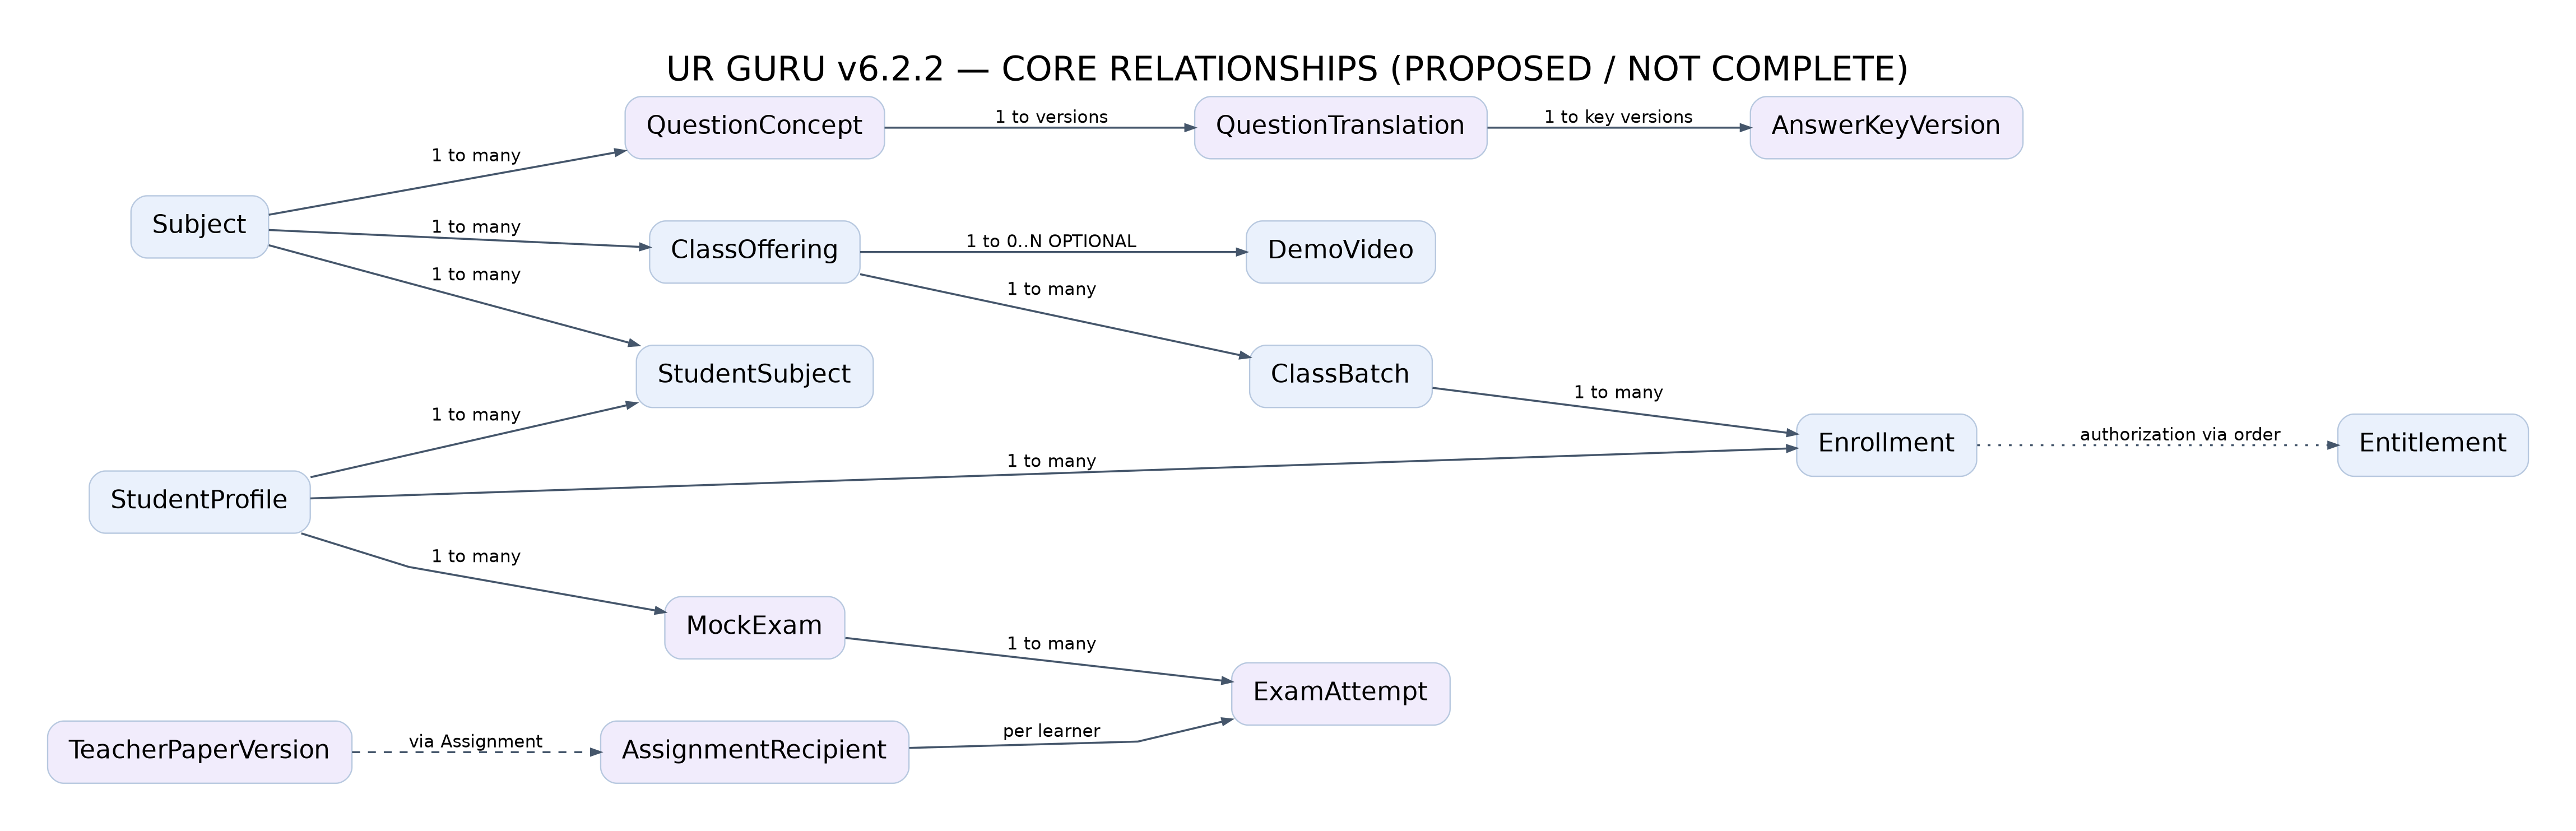 UR GURU v6.2.2 — CORE RELATIONSHIPS (PROPOSED / NOT COMPLETE)
QuestionConcept
1 to versions
QuestionTranslation
1 to key versions
AnswerKeyVersion
1 to many
Subject
1 to many
ClassOffering
1 to 0..N OPTIONAL
DemoVideo
1 to many
1 to many
StudentSubject
ClassBatch
1 to many
1 to many
Enrollment
authorization via order
Entitlement
1 to many
StudentProfile
1 to many
MockExam
1 to many
ExamAttempt
TeacherPaperVersion
via Assignment
AssignmentRecipient
per learner